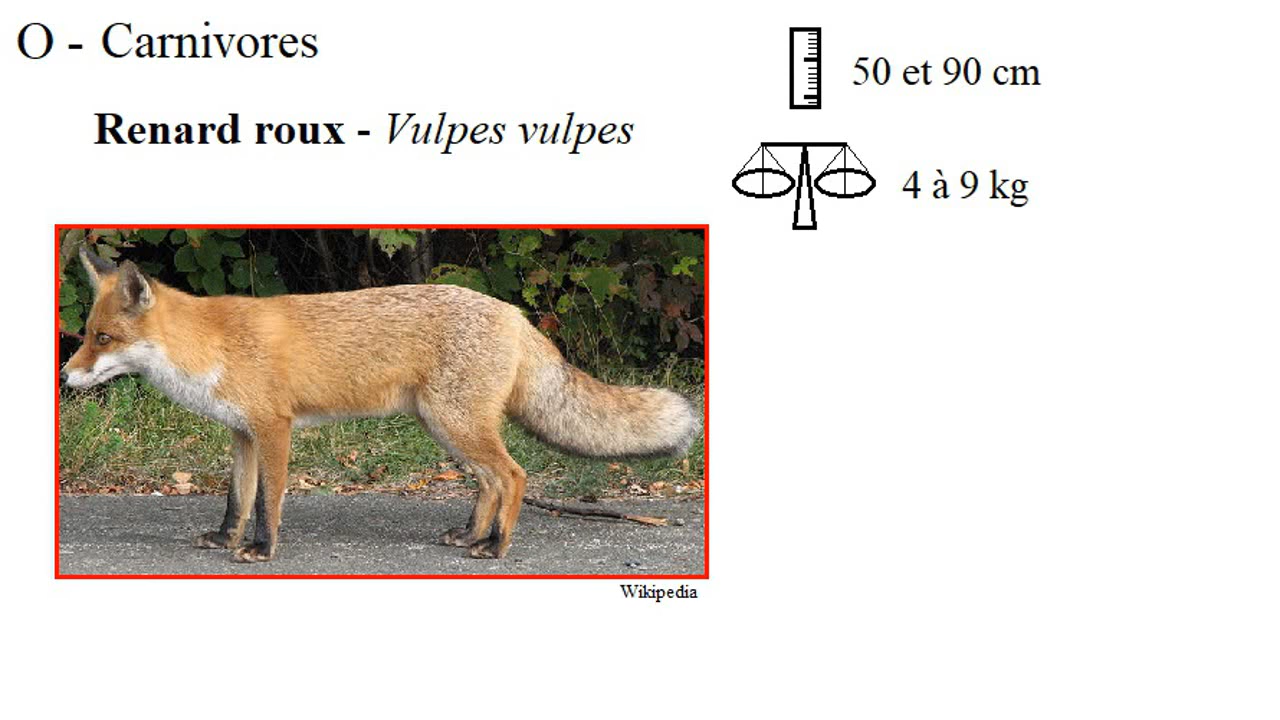 O - Carnivores
Renard roux - Vulpes vulpes
50 et 90 cm
4 à 9 kg
Wikipedia